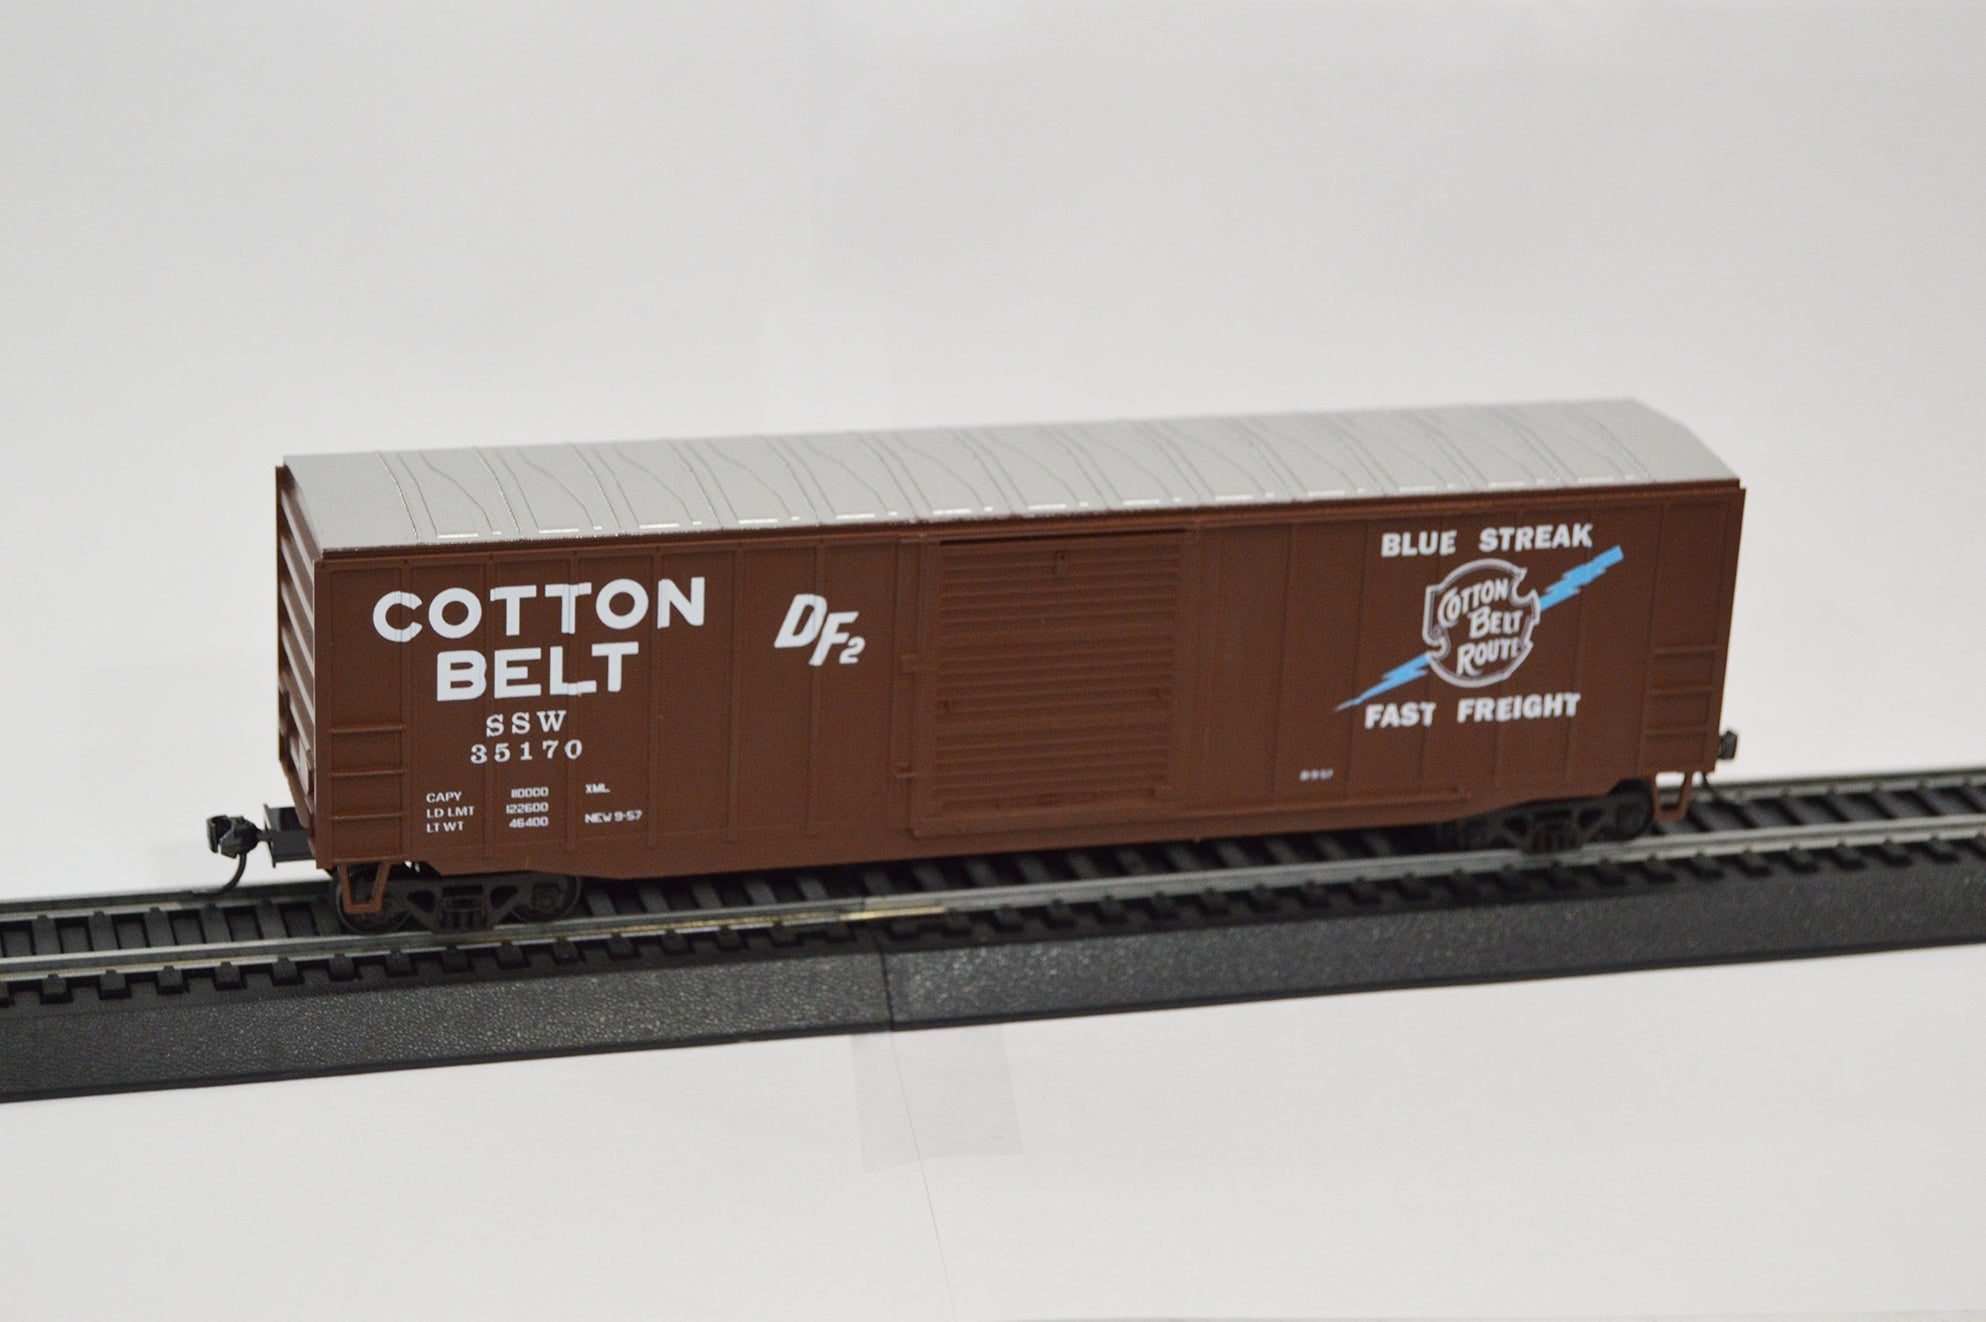 COTTON
BELT
SSW
35170
CAPY 110000 XML
LD LMT 122600
LT WT 46400 NEW 9-57
DF2
BLUE STREAK
COTTON
BELT
ROUTE
FAST FREIGHT